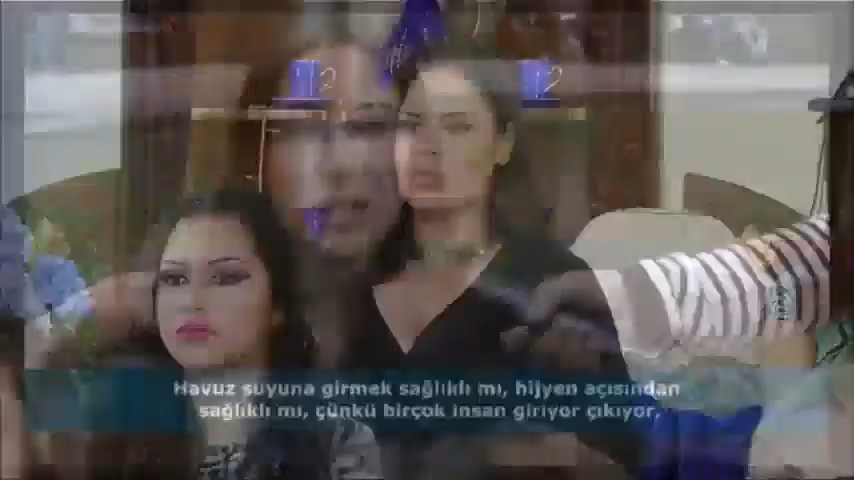 Havuz suyuna girmek sağlıklı mı, hijyen açısından
sağlıklı mı, çünkü birçok insan giriyor çıkıyor,